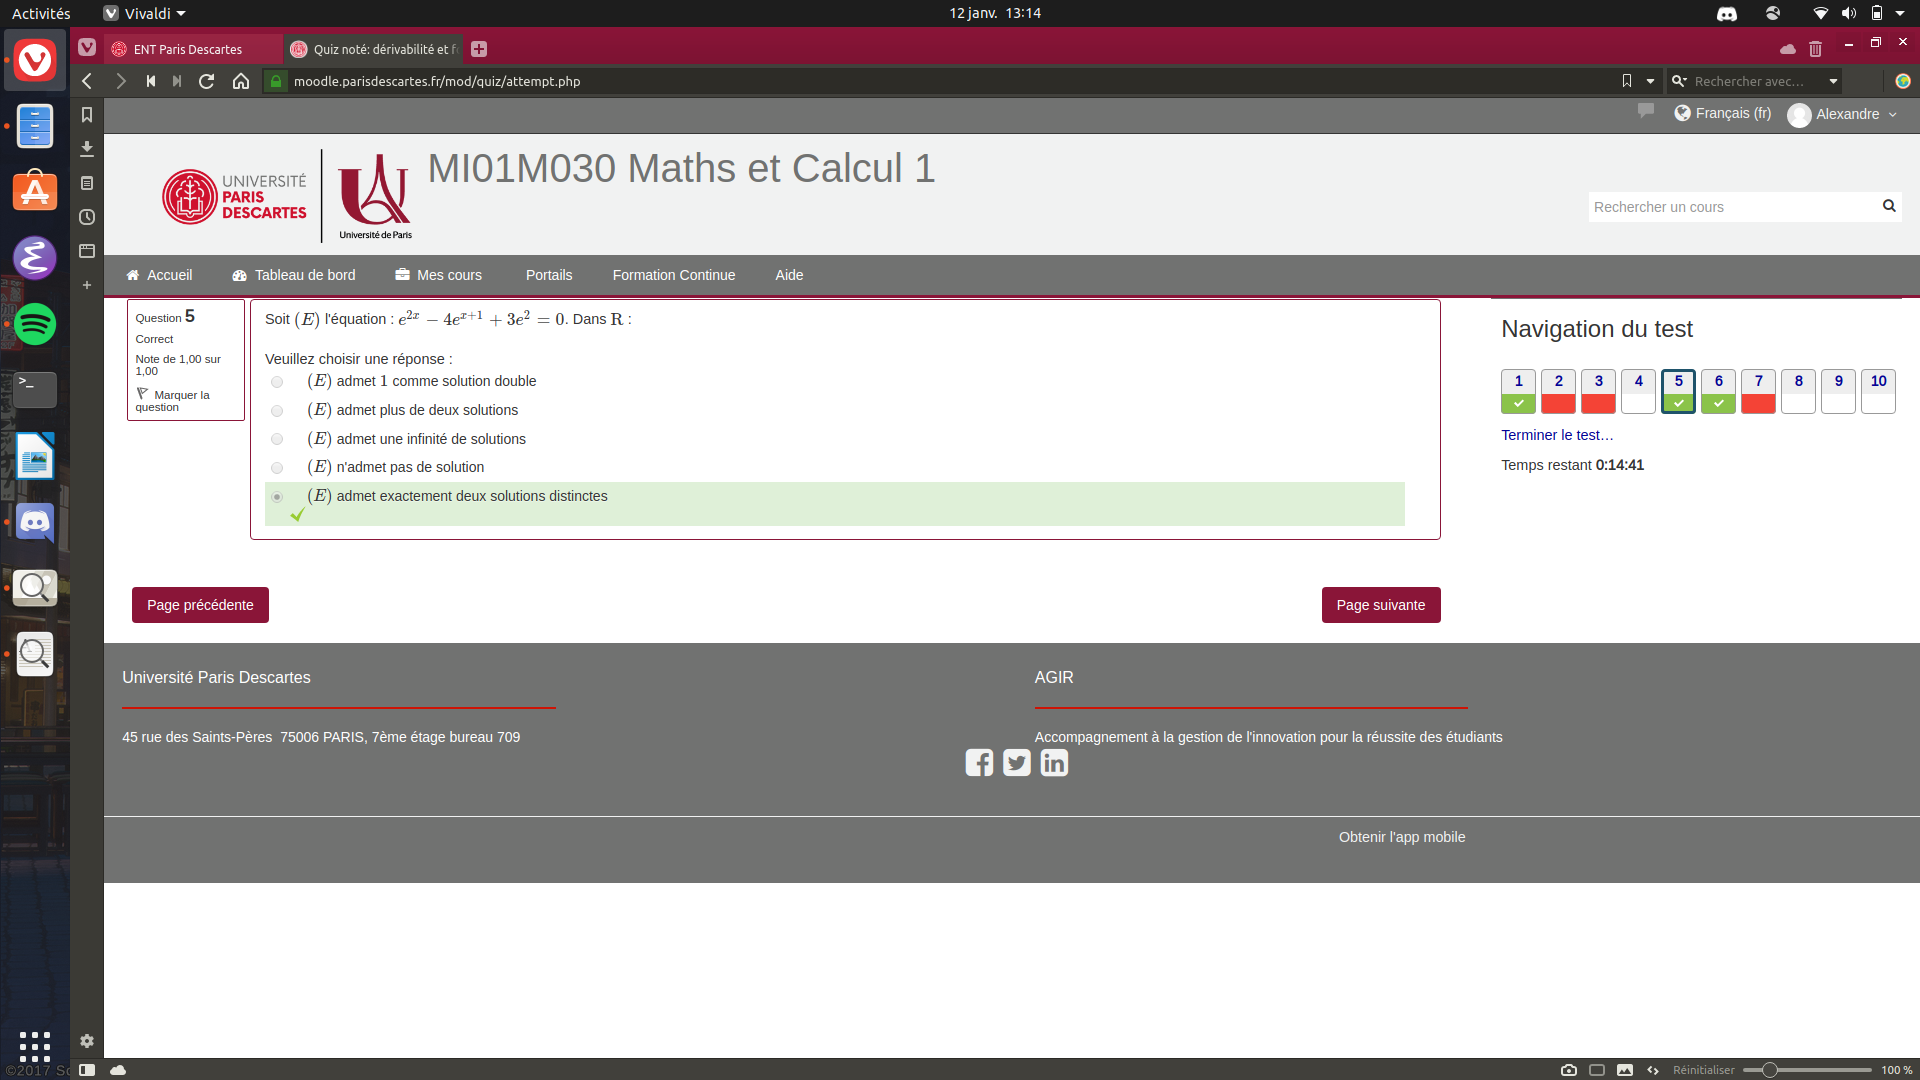 Activités
Vivaldi
12 janv. 13:14
ENT Paris Descartes
Quiz noté: dérivabilité et f
moodle.parisdescartes.fr/mod/quiz/attempt.php
Rechercher avec...
Français (fr)
Alexandre
UNIVERSITÉ
PARIS
DESCARTES
Université de Paris
MI01M030 Maths et Calcul 1
Rechercher un cours
Accueil
Tableau de bord
Mes cours
Portails
Formation Continue
Aide
Question 5
Correct
Note de 1,00 sur
1,00
Marquer la
question
Soit (E) l'équation : e^{2x} − 4e^{x+1} + 3e^2 = 0. Dans R :
Veuillez choisir une réponse :
(E) admet 1 comme solution double
(E) admet plus de deux solutions
(E) admet une infinité de solutions
(E) n'admet pas de solution
(E) admet exactement deux solutions distinctes
Page précédente
Page suivante
Navigation du test
1 2 3 4 5 6 7 8 9 10
Terminer le test…
Temps restant 0:14:41
Université Paris Descartes
45 rue des Saints-Pères 75006 PARIS, 7ème étage bureau 709
AGIR
Accompagnement à la gestion de l'innovation pour la réussite des étudiants
Obtenir l'app mobile
©2017
Réinitialiser
100 %